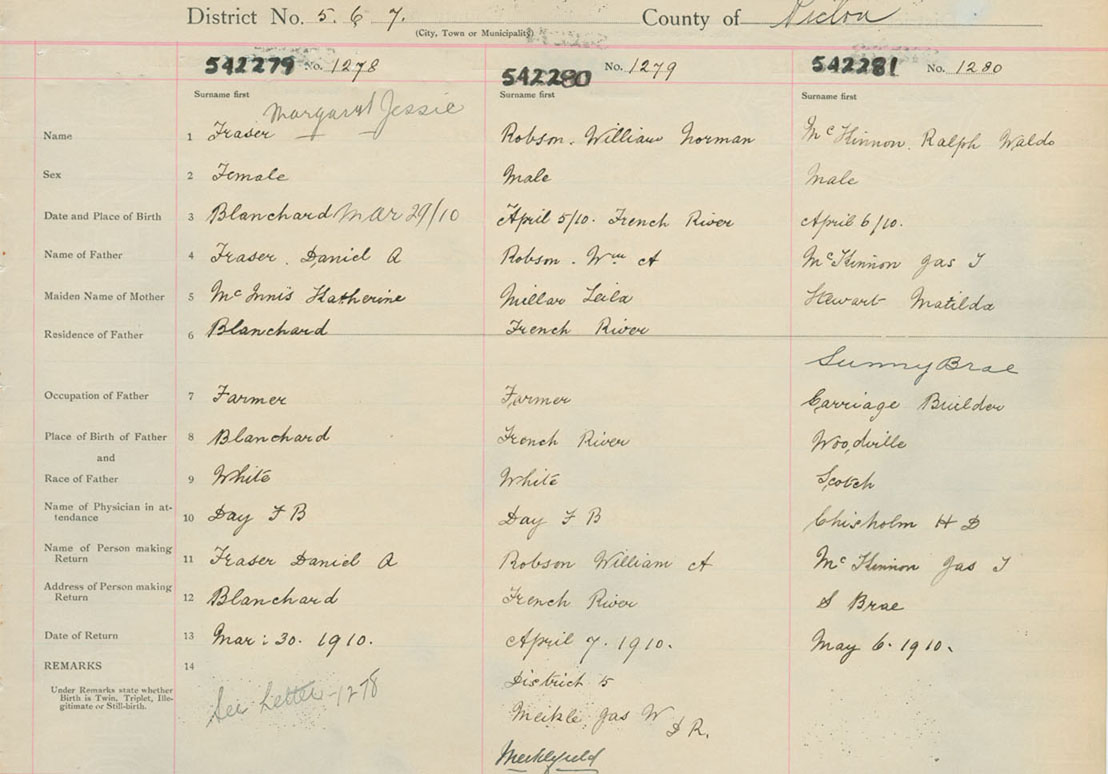 District No. 5. 6 7. County of Pictou
(City, Town or Municipality)
542279 No. 1278 542280 No. 1279 542281 No. 1280
Surname first Surname first Surname first
Margaret Jessie
Name 1 Fraser Robson. William Norman McKinnon. Ralph Waldo
Sex 2 Female Male Male
Date and Place of Birth 3 Blanchard Mar 29/10 April 5/10. French River April 6/10.
Name of Father 4 Fraser. Daniel A Robson. Wm A McKinnon Jas T
Maiden Name of Mother 5 McInnis Katherine Millar Leila Stewart Matilda
Residence of Father 6 Blanchard French River
Sunny Brae
Occupation of Father 7 Farmer Farmer Carriage Builder
Place of Birth of Father 8 Blanchard French River Woodville
and
Race of Father 9 White White Scotch
Name of Physician in at-
tendance 10 Day F B Day F B Chisholm H D
Name of Person making
Return 11 Fraser Daniel A Robson William A McKinnon Jas T
Address of Person making
Return 12 Blanchard French River S Brae
Date of Return 13 Mar: 30. 1910. April 7. 1910. May 6. 1910.
REMARKS 14
Under Remarks state whether
Birth is Twin, Triplet, Ille-
gitimate or Still-birth.
See Letter-1278
District 5
Meikle Jas W
D R.